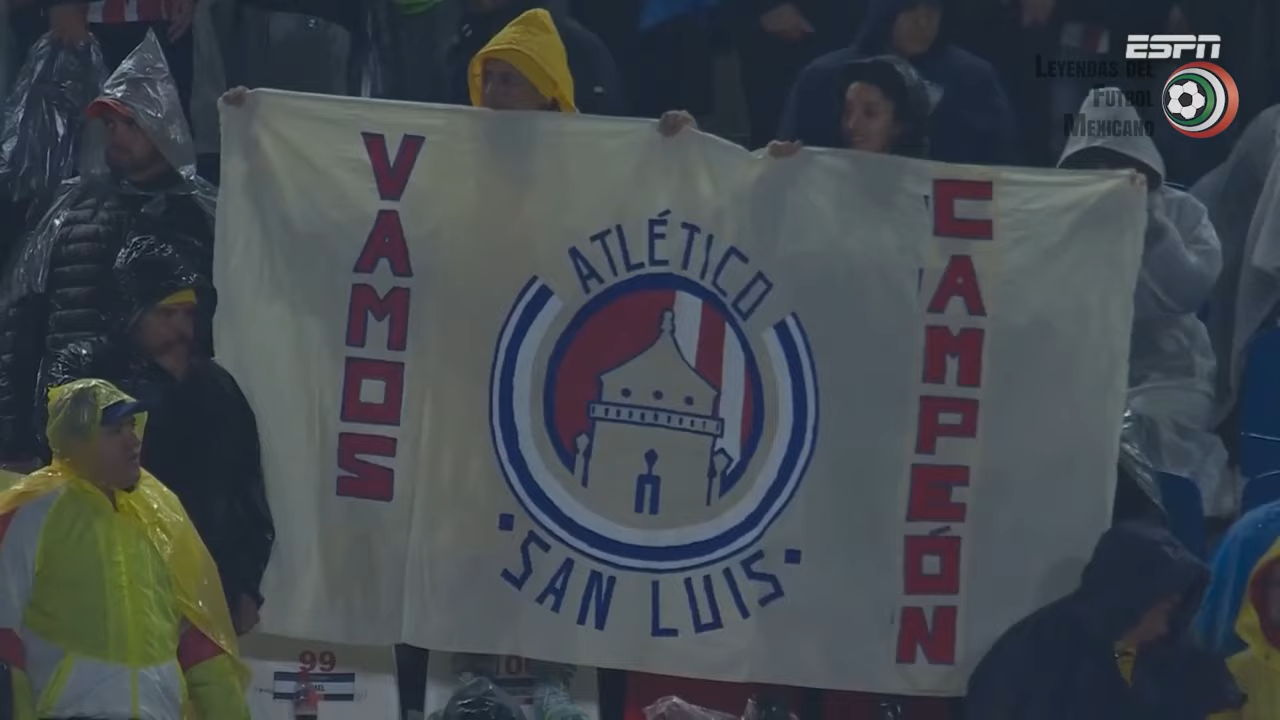 ESPN
LEYENDAS DEL
FUTBOL
MEXICANO
VAMOS
ATLÉTICO
SAN LUIS
CAMPEÓN
99